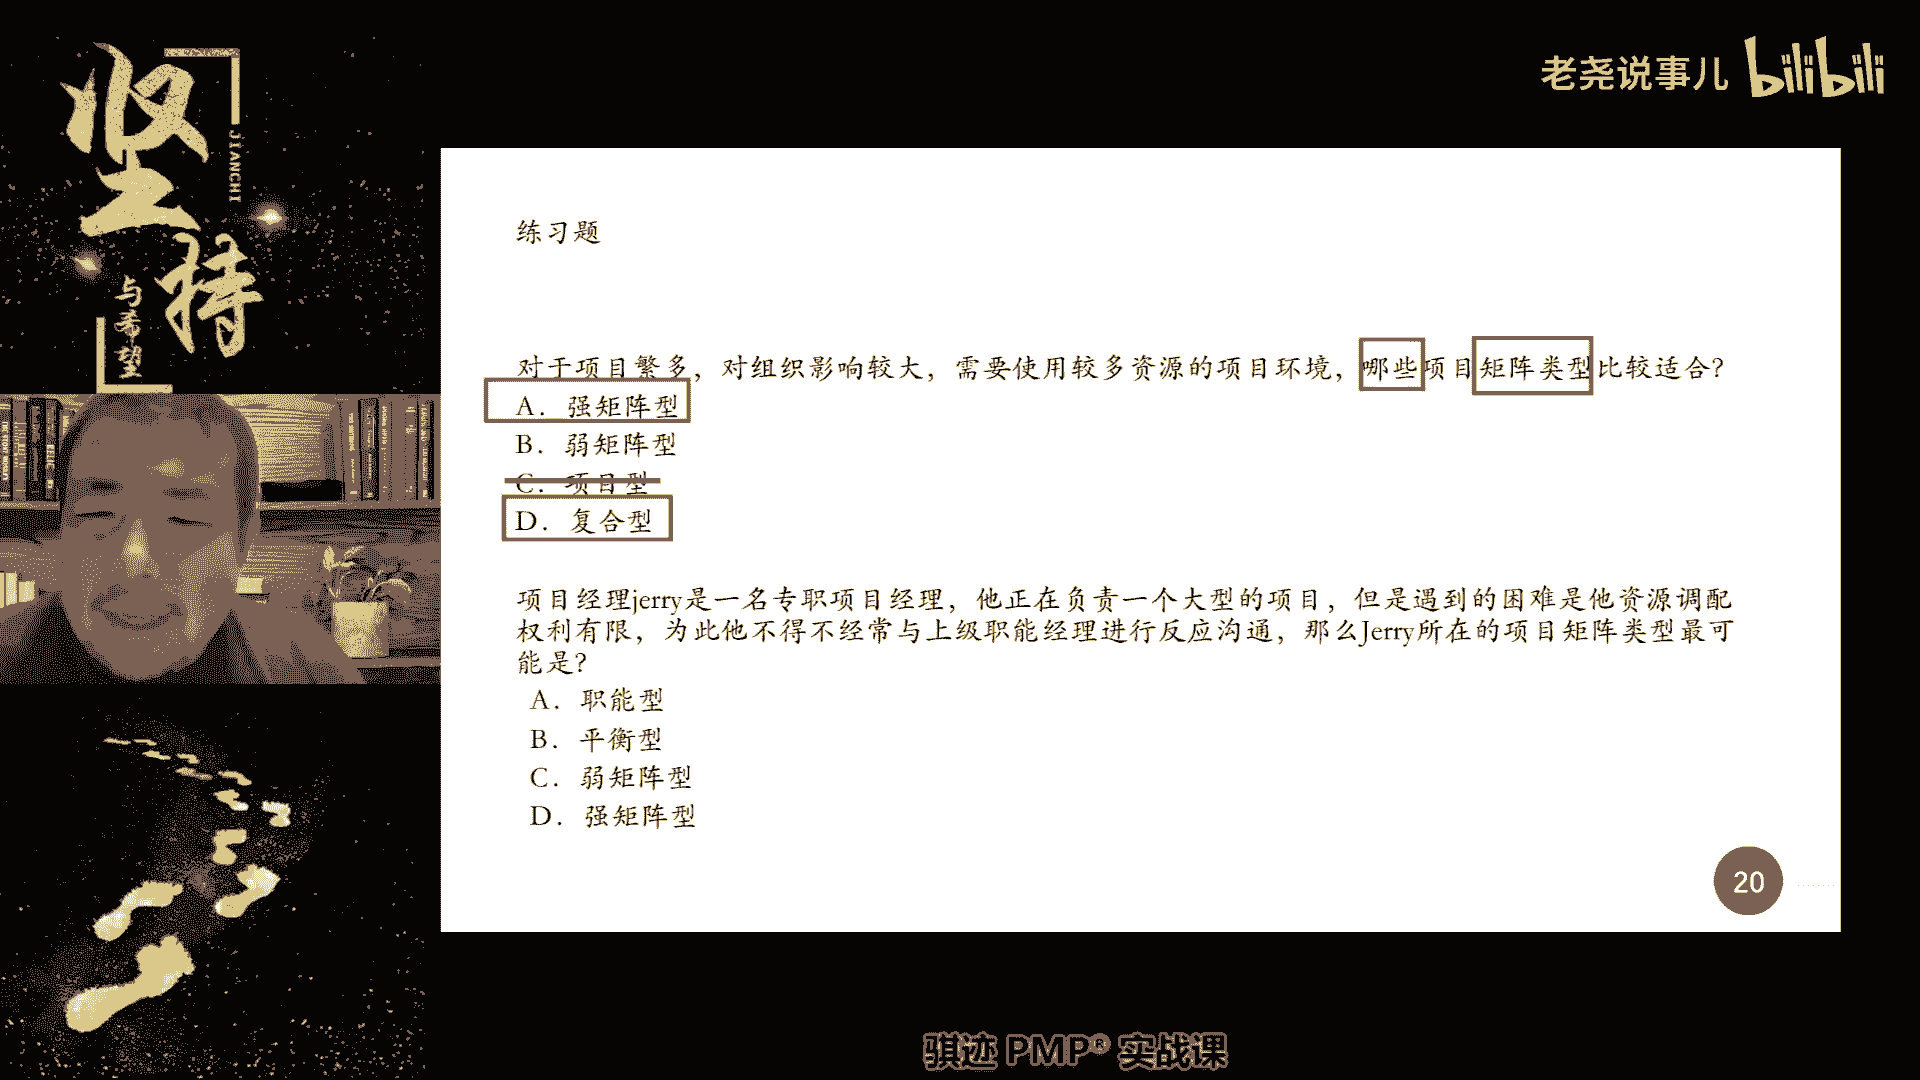 坚持
JIANCHI
与希望
老尧说事儿 bilibili
练习题
对于项目繁多，对组织影响较大，需要使用较多资源的项目环境，哪些项目矩阵类型比较适合？
A. 强矩阵型
B. 弱矩阵型
C. 项目型
D. 复合型
项目经理jerry是一名专职项目经理，他正在负责一个大型的项目，但是遇到的困难是他资源调配
权利有限，为此他不得不经常与上级职能经理进行反应沟通，那么Jerry所在的项目矩阵类型最可
能是？
A. 职能型
B. 平衡型
C. 弱矩阵型
D. 强矩阵型
20
骐迹 PMP® 实战课